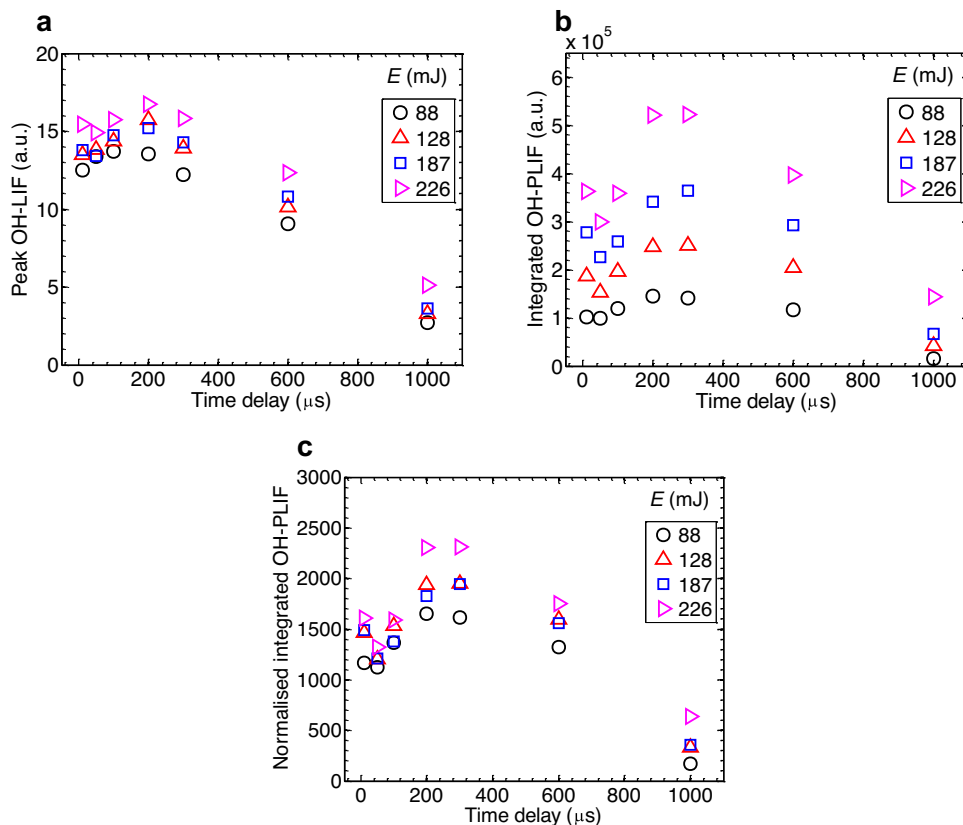 a
20
15
10
5
0
Peak OH-LIF (a.u.)
0 200 400 600 800 1000
Time delay (μs)
E (mJ)
88
128
187
226
b
x 10⁵
6
5
4
3
2
1
0
Integrated OH-PLIF (a.u.)
0 200 400 600 800 1000
Time delay (μs)
E (mJ)
88
128
187
226
c
3000
2500
2000
1500
1000
500
0
Normalised integrated OH-PLIF
0 200 400 600 800 1000
Time delay (μs)
E (mJ)
88
128
187
226